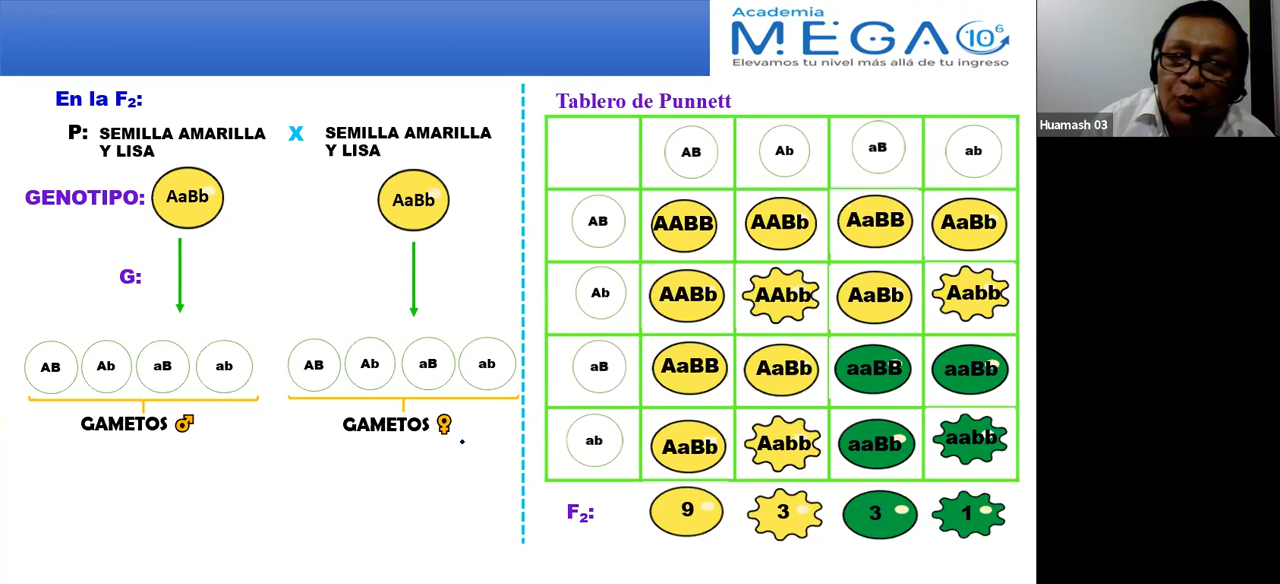 Academia
MEGA 10⁶
Elevamos tu nivel más allá de tu ingreso
Huamash 03
En la F₂:
P: SEMILLA AMARILLA Y LISA X SEMILLA AMARILLA Y LISA
GENOTIPO: AaBb AaBb
G:
AB Ab aB ab AB Ab aB ab
GAMETOS ♂ GAMETOS ♀
Tablero de Punnett
AB Ab aB ab
AB AABB AABb AaBB AaBb
Ab AABb AAbb AaBb Aabb
aB AaBB AaBb aaBB aaBb
ab AaBb Aabb aaBb aabb
F₂: 9 3 3 1